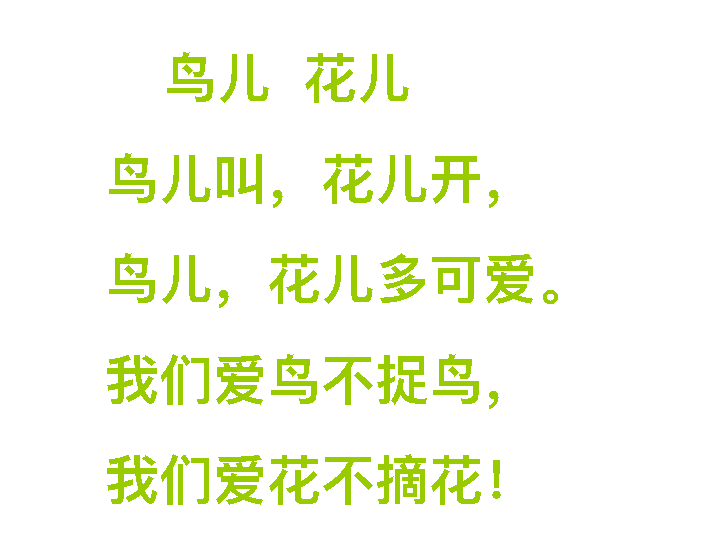 鸟儿 花儿
鸟儿叫，花儿开，
鸟儿，花儿多可爱。
我们爱鸟不捉鸟，
我们爱花不摘花！